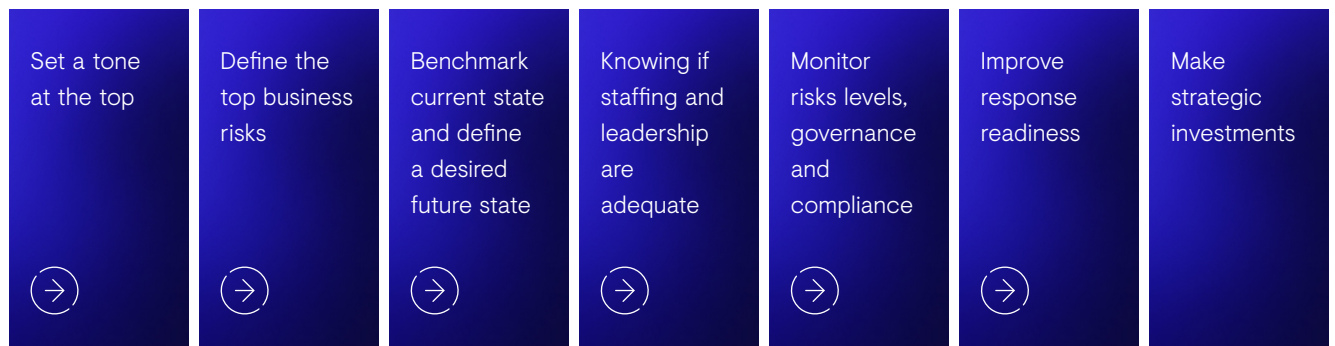 Set a tone
at the top
Define the
top business
risks
Benchmark
current state
and define
a desired
future state
Knowing if
staffing and
leadership
are
adequate
Monitor
risks levels,
governance
and
compliance
Improve
response
readiness
Make
strategic
investments